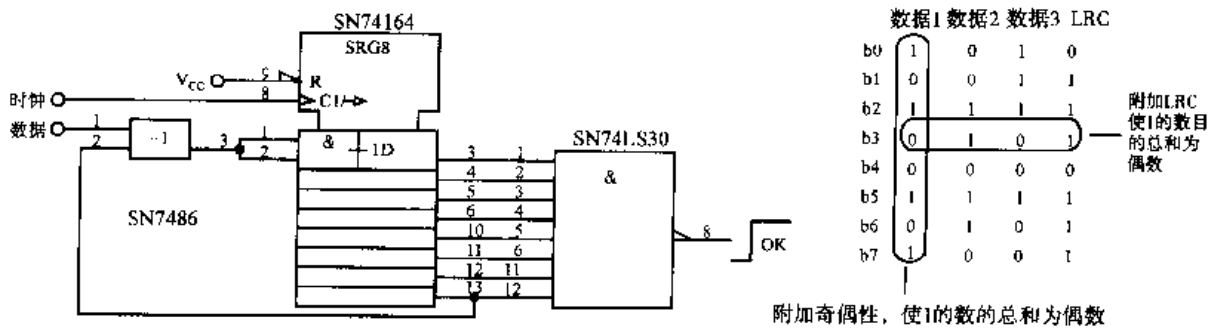 SN74164
SRG8
VCC 9 R
时钟 8 C1/
数据 1 2 =1 3 1 2 & 1D
SN7486
SN74LS30
&
3 1
4 2
5 3
6 4
10 5
11 6
12 11
13 12
8
OK
数据1 数据2 数据3 LRC
b0 1 0 1 0
b1 0 0 1 1
b2 1 1 1 1
b3 0 1 0 1
b4 0 0 0 0
b5 1 1 1 1
b6 0 1 0 1
b7 1 0 0 1
附加LRC
使1的数目
的总和为
偶数
附加奇偶性，使1的数的总和为偶数